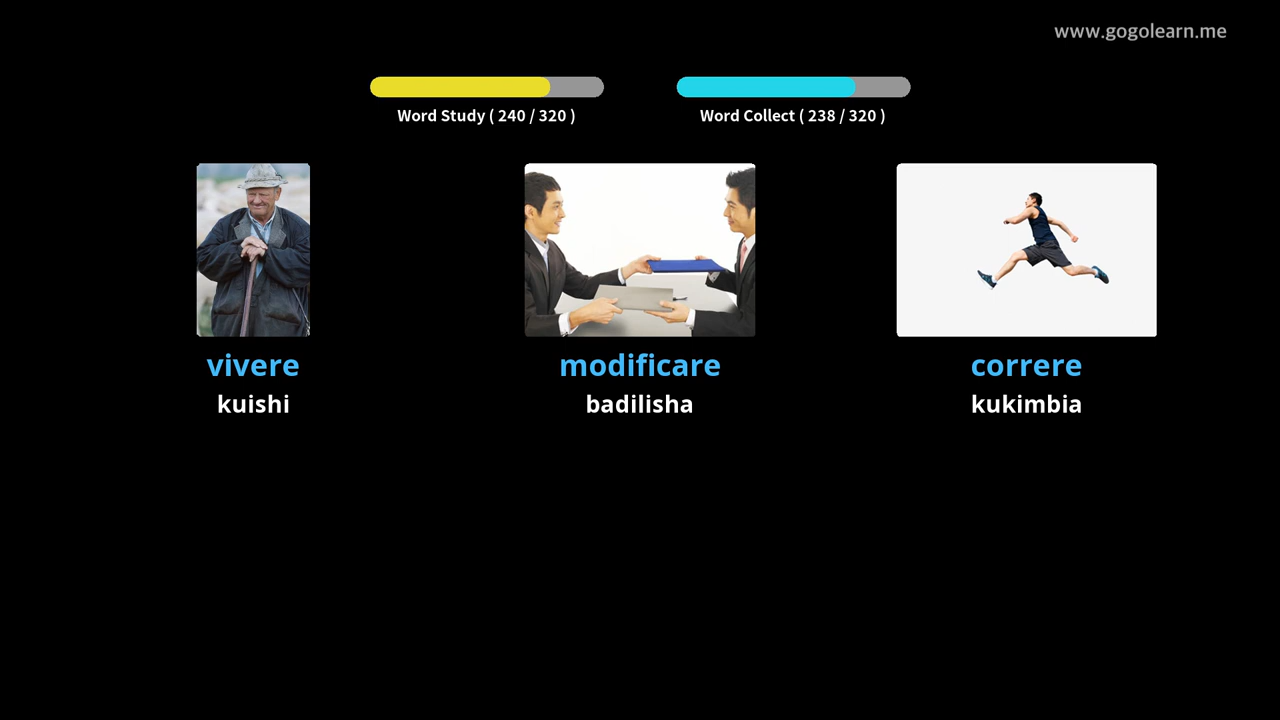 www.gogolearn.me
Word Study ( 240 / 320 )
Word Collect ( 238 / 320 )
vivere
kuishi
modificare
badilisha
correre
kukimbia